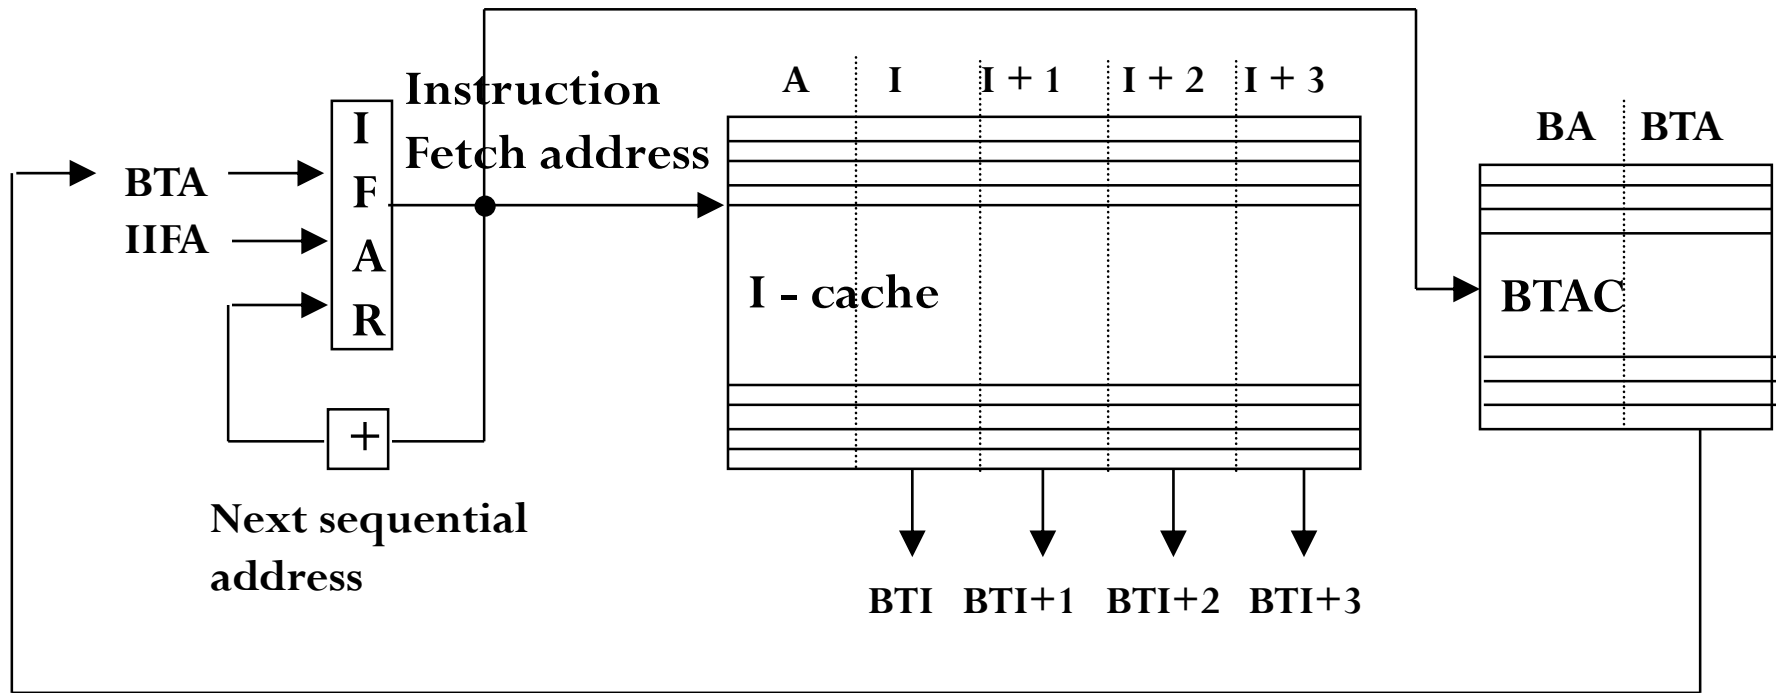 Instruction
Fetch address
A I I + 1 I + 2 I + 3
BA BTA
I
F
A
R
BTA
IIFA
I - cache
BTAC
+
Next sequential
address
BTI BTI+1 BTI+2 BTI+3